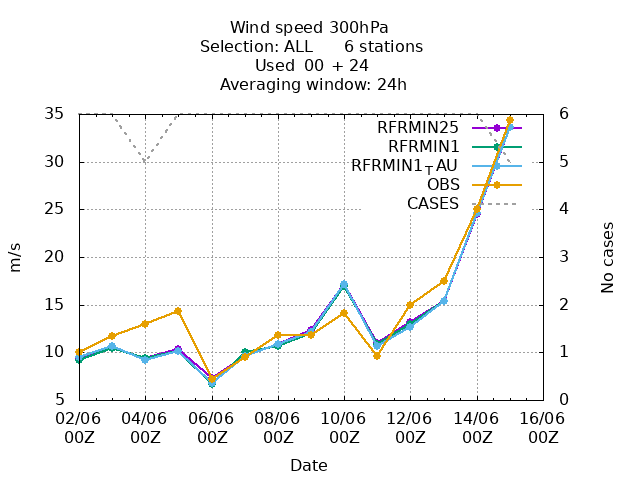 Wind speed 300hPa
Selection: ALL 6 stations
Used 00 + 24
Averaging window: 24h
35 6
RFRMIN25
RFRMIN1
30 5
RFRMIN1TAU
OBS
CASES
25 4
20 3
15 2
10 1
5 0
m/s
No cases
02/06 04/06 06/06 08/06 10/06 12/06 14/06 16/06
00Z 00Z 00Z 00Z 00Z 00Z 00Z 00Z
Date